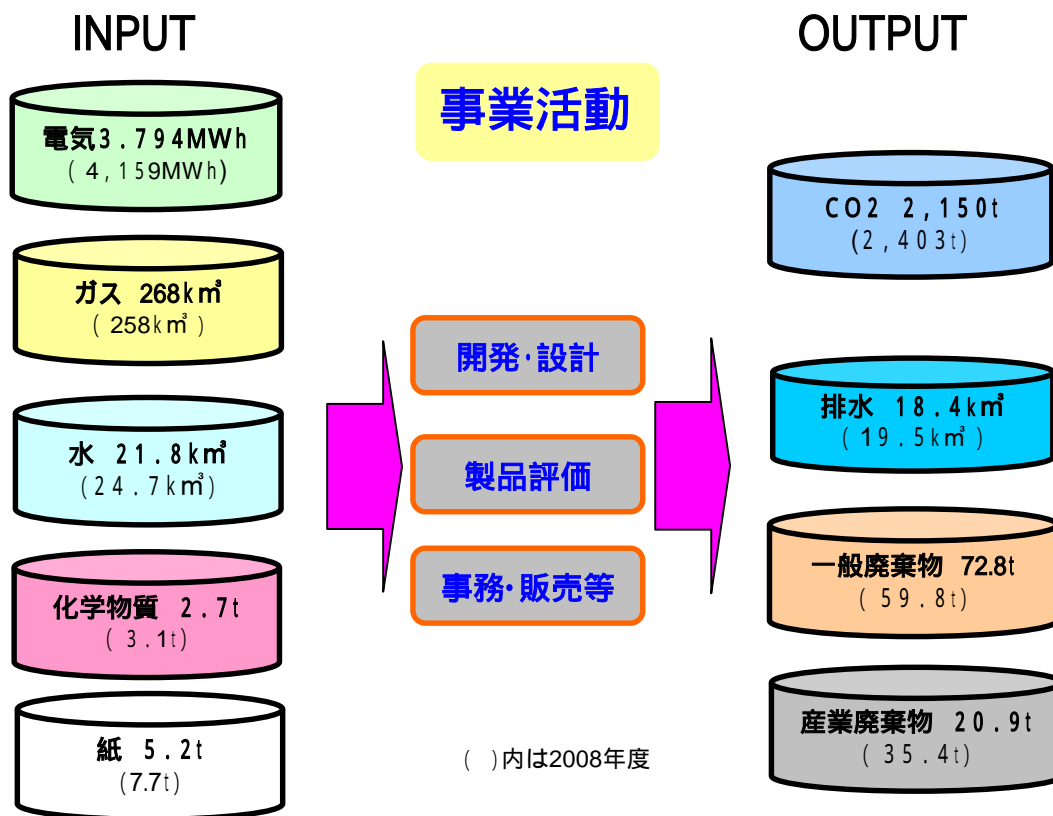 INPUT
電気3.794MWh
(4,159MWh)
ガス 268km³
(258km³)
水 21.8km³
(24.7km³)
化学物質 2.7t
(3.1t)
紙 5.2t
(7.7t)
事業活動
開発・設計
製品評価
事務・販売等
( )内は2008年度
OUTPUT
CO2 2,150t
(2,403t)
排水 18.4km³
(19.5km³)
一般廃棄物 72.8t
(59.8t)
産業廃棄物 20.9t
(35.4t)